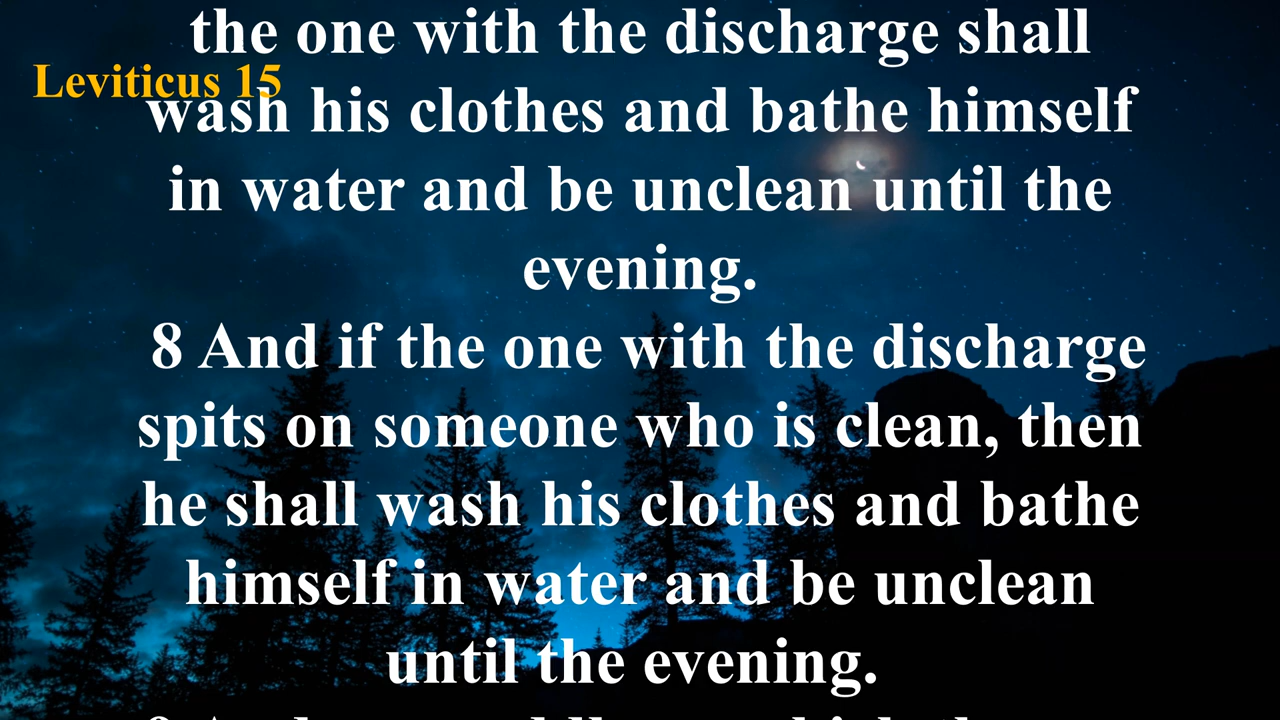 the one with the discharge shall
Leviticus 15
wash his clothes and bathe himself
in water and be unclean until the
evening.
8 And if the one with the discharge
spits on someone who is clean, then
he shall wash his clothes and bathe
himself in water and be unclean
until the evening.